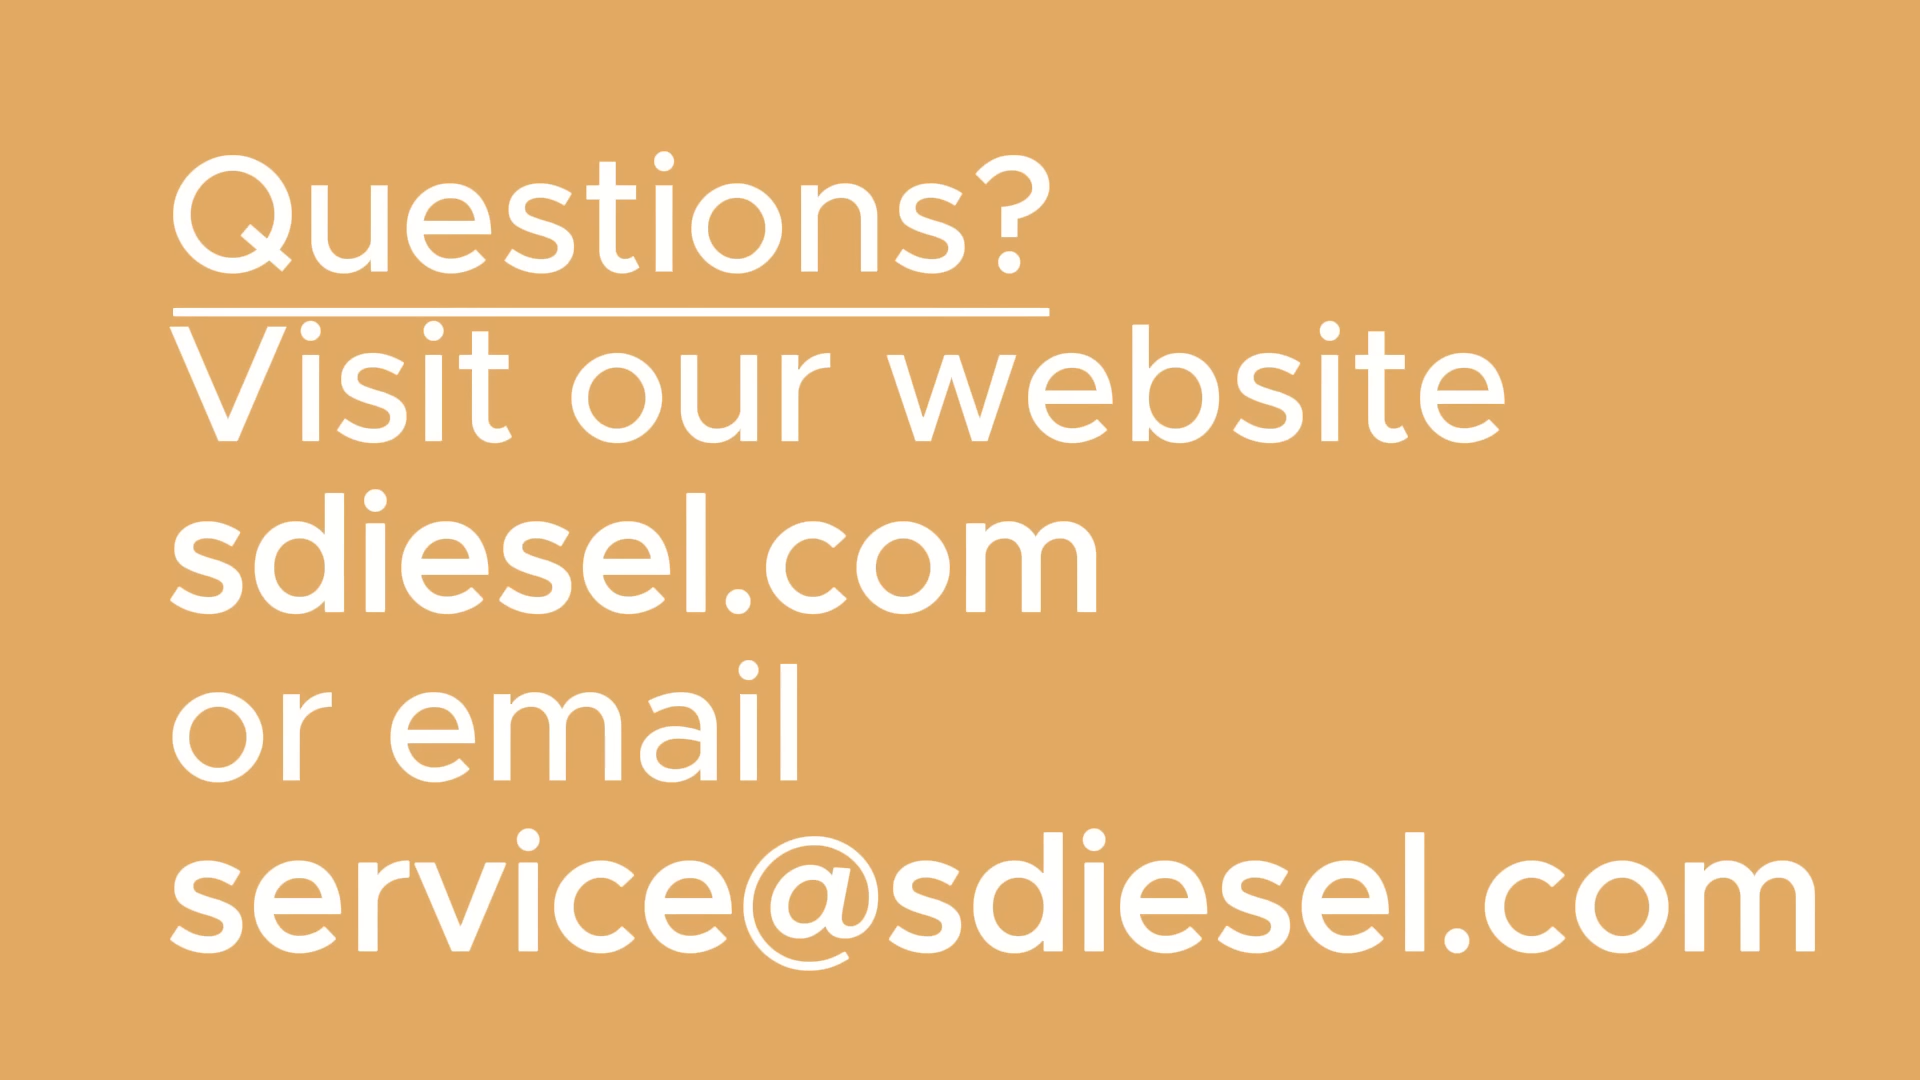 Questions?
Visit our website
sdiesel.com
or email
service@sdiesel.com